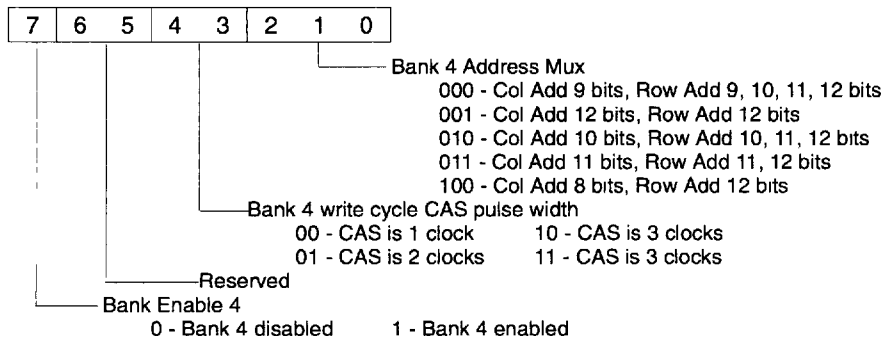 7 6 5 4 3 2 1 0
Bank 4 Address Mux
000 - Col Add 9 bits, Row Add 9, 10, 11, 12 bits
001 - Col Add 12 bits, Row Add 12 bits
010 - Col Add 10 bits, Row Add 10, 11, 12 bits
011 - Col Add 11 bits, Row Add 11, 12 bits
100 - Col Add 8 bits, Row Add 12 bits
Bank 4 write cycle CAS pulse width
00 - CAS is 1 clock 10 - CAS is 3 clocks
01 - CAS is 2 clocks 11 - CAS is 3 clocks
Reserved
Bank Enable 4
0 - Bank 4 disabled 1 - Bank 4 enabled